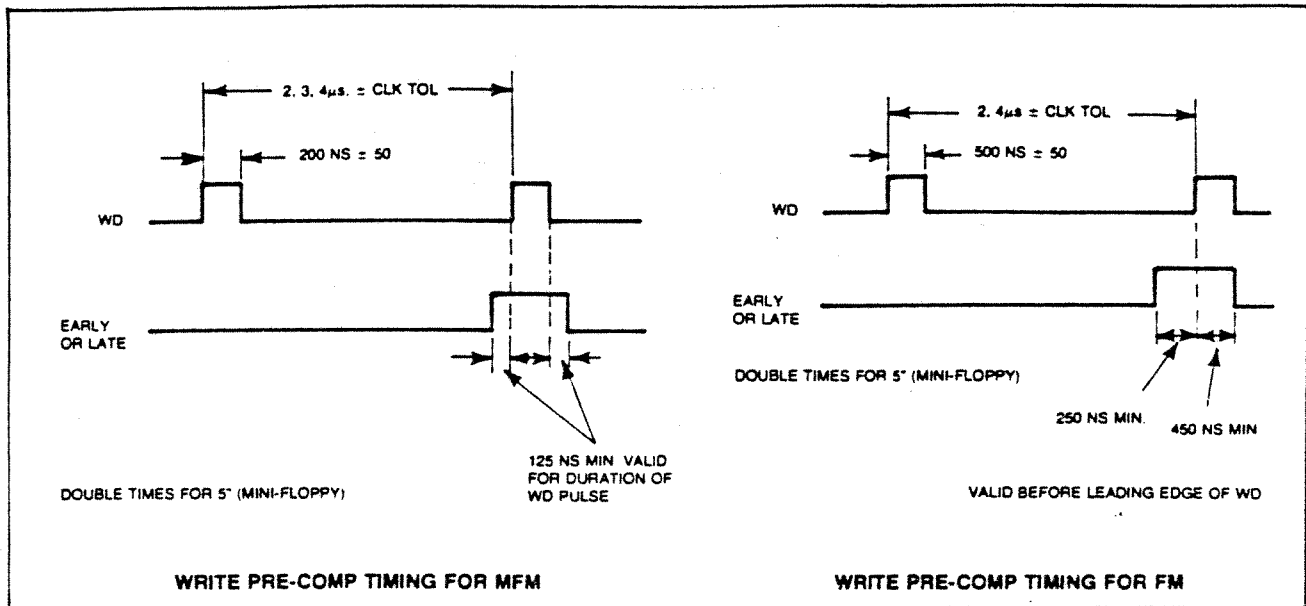 2, 3, 4μs. ± CLK TOL
200 NS ± 50
WD
EARLY
OR LATE
125 NS MIN VALID
FOR DURATION OF
WD PULSE
DOUBLE TIMES FOR 5" (MINI-FLOPPY)
WRITE PRE-COMP TIMING FOR MFM
2, 4μs ± CLK TOL
500 NS ± 50
WD
EARLY
OR LATE
DOUBLE TIMES FOR 5" (MINI-FLOPPY)
250 NS MIN.
450 NS MIN
VALID BEFORE LEADING EDGE OF WD
WRITE PRE-COMP TIMING FOR FM